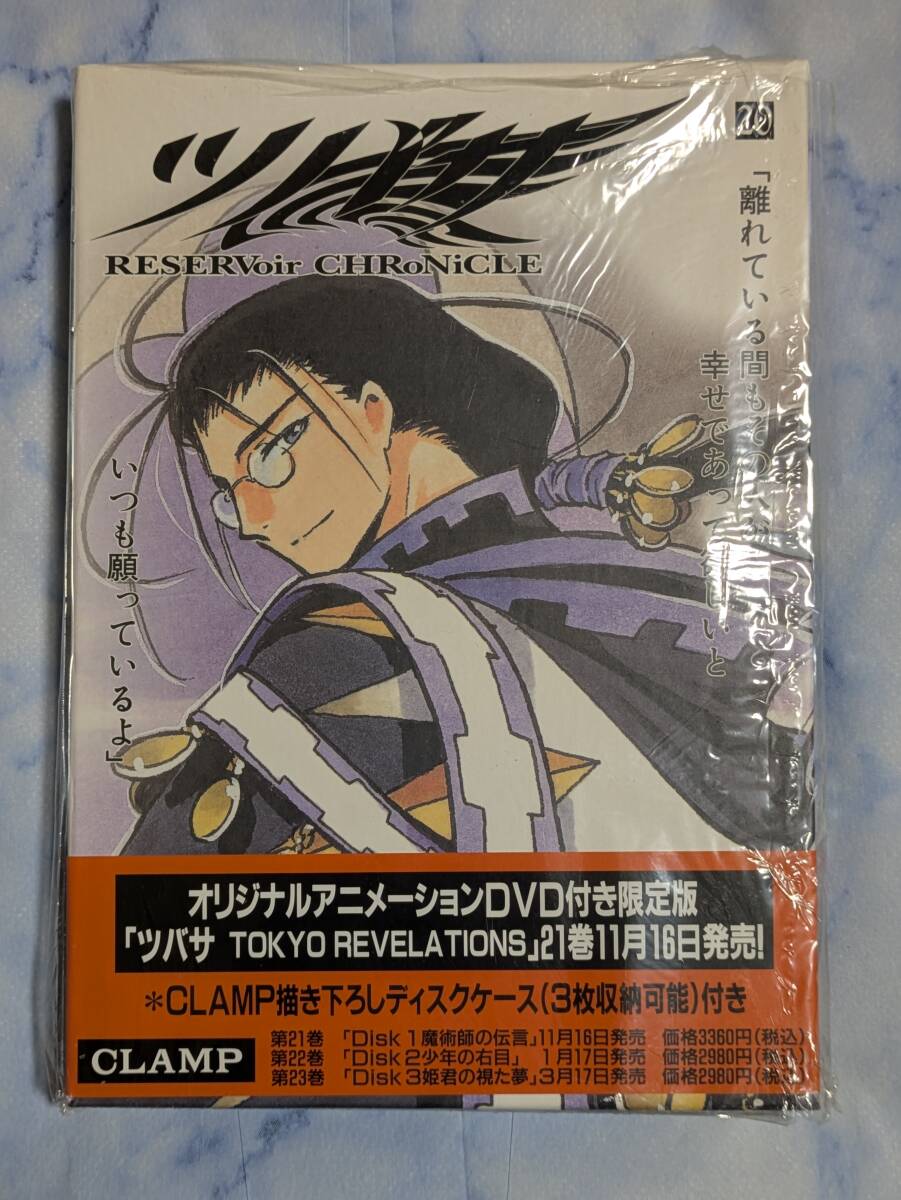 ツバサ
RESERVoir CHRoNiCLE
20
「離れている間もその人が
幸せであって欲しいと
いつも願っているよ」
オリジナルアニメーションDVD付き限定版
「ツバサ TOKYO REVELATIONS」21巻11月16日発売!
＊CLAMP描き下ろしディスクケース(3枚収納可能)付き
第21巻 「Disk 1魔術師の伝言」11月16日発売 価格3360円(税込)
第22巻 「Disk 2少年の右目」 1月17日発売 価格2980円(税込)
第23巻 「Disk 3姫君の視た夢」3月17日発売 価格2980円(税込)
CLAMP